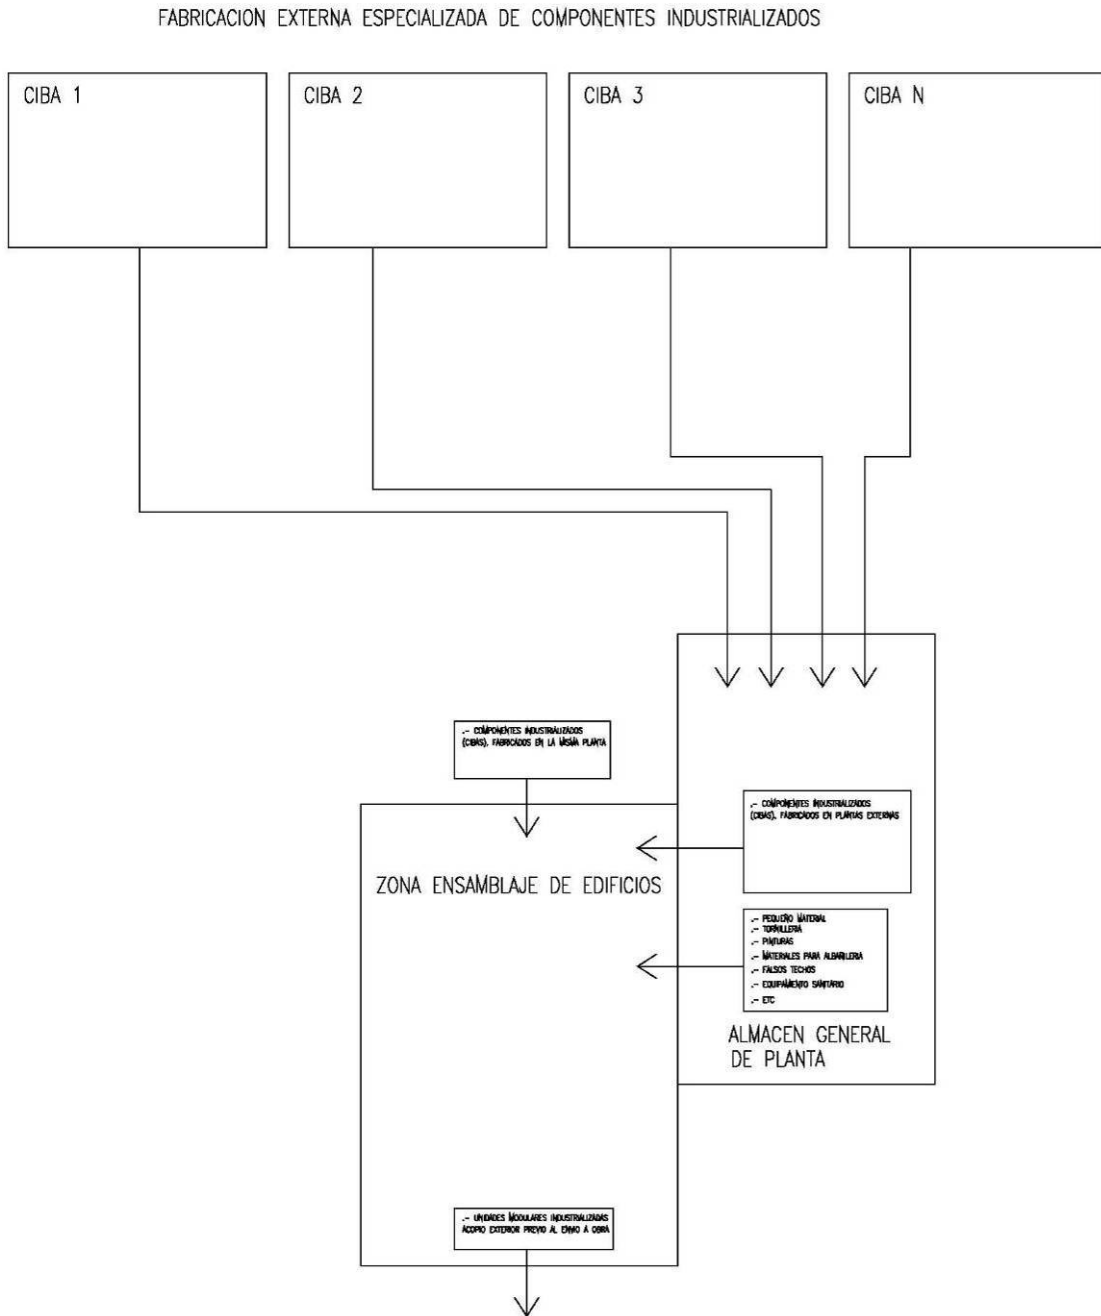 FABRICACION EXTERNA ESPECIALIZADA DE COMPONENTES INDUSTRIALIZADOS
CIBA 1
CIBA 2
CIBA 3
CIBA N
.- COMPONENTES INDUSTRIALIZADOS
(CIBAS), FABRICADOS EN LA MISMA PLANTA
.- COMPONENTES INDUSTRIALIZADOS
(CIBAS), FABRICADOS EN PLANTAS EXTERNAS
ZONA ENSAMBLAJE DE EDIFICIOS
.- PEQUEÑO MATERIAL
.- TORNILLERIA
.- PINTURAS
.- MATERIALES PARA ALBAÑILERIA
.- FALSOS TECHOS
.- EQUIPAMIENTO SANITARIO
.- ETC
ALMACEN GENERAL
DE PLANTA
.- UNIDADES MODULARES INDUSTRIALIZADAS
ACOPIO EXTERIOR PREVIO AL ENVIO A OBRA